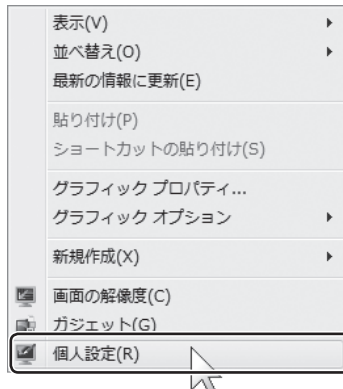 表示(V)
並べ替え(O)
最新の情報に更新(E)
貼り付け(P)
ショートカットの貼り付け(S)
グラフィック プロパティ...
グラフィック オプション
新規作成(X)
画面の解像度(C)
ガジェット(G)
個人設定(R)